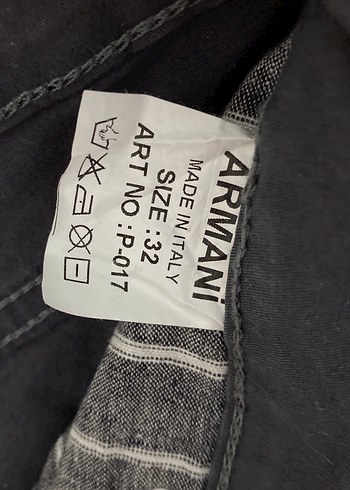 ARMANi
MADE IN ITALY
SIZE : 32
ART NO : P-017